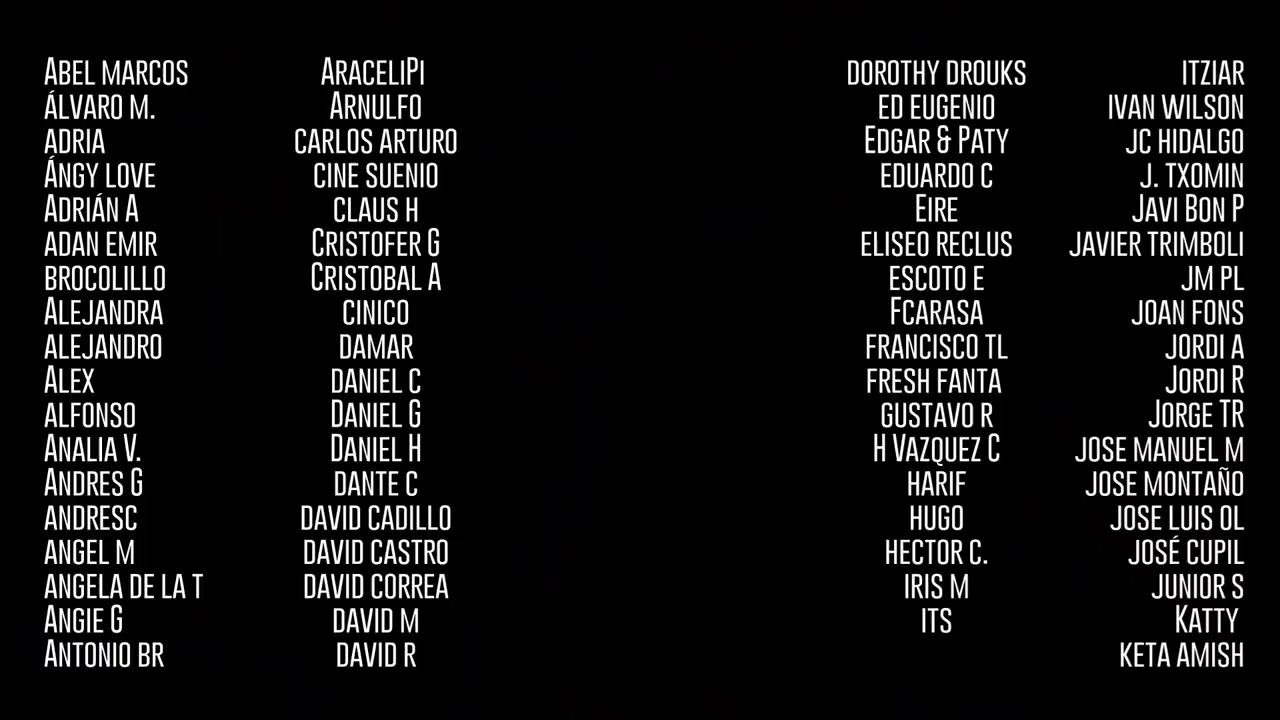 ABEL MARCOS
ÁLVARO M.
ADRIA
ÁNGY LOVE
ADRIÁN A
ADAN EMIR
BROCOLILLO
ALEJANDRA
ALEJANDRO
ALEX
ALFONSO
ANALIA V.
ANDRES G
ANDRESC
ANGEL M
ANGELA DE LA T
ANGIE G
ANTONIO BR
ARACELIPI
ARNULFO
CARLOS ARTURO
CINE SUENIO
CLAUS H
CRISTOFER G
CRISTOBAL A
CINICO
DAMAR
DANIEL C
DANIEL G
DANIEL H
DANTE C
DAVID CADILLO
DAVID CASTRO
DAVID CORREA
DAVID M
DAVID R
DOROTHY DROUKS
ED EUGENIO
EDGAR & PATY
EDUARDO C
EIRE
ELISEO RECLUS
ESCOTO E
FCARASA
FRANCISCO TL
FRESH FANTA
GUSTAVO R
H VAZQUEZ C
HARIF
HUGO
HECTOR C.
IRIS M
ITS
ITZIAR
IVAN WILSON
JC HIDALGO
J. TXOMIN
JAVI BON P
JAVIER TRIMBOLI
JM PL
JOAN FONS
JORDI A
JORDI R
JORGE TR
JOSE MANUEL M
JOSE MONTAÑO
JOSE LUIS OL
JOSÉ CUPIL
JUNIOR S
KATTY
KETA AMISH